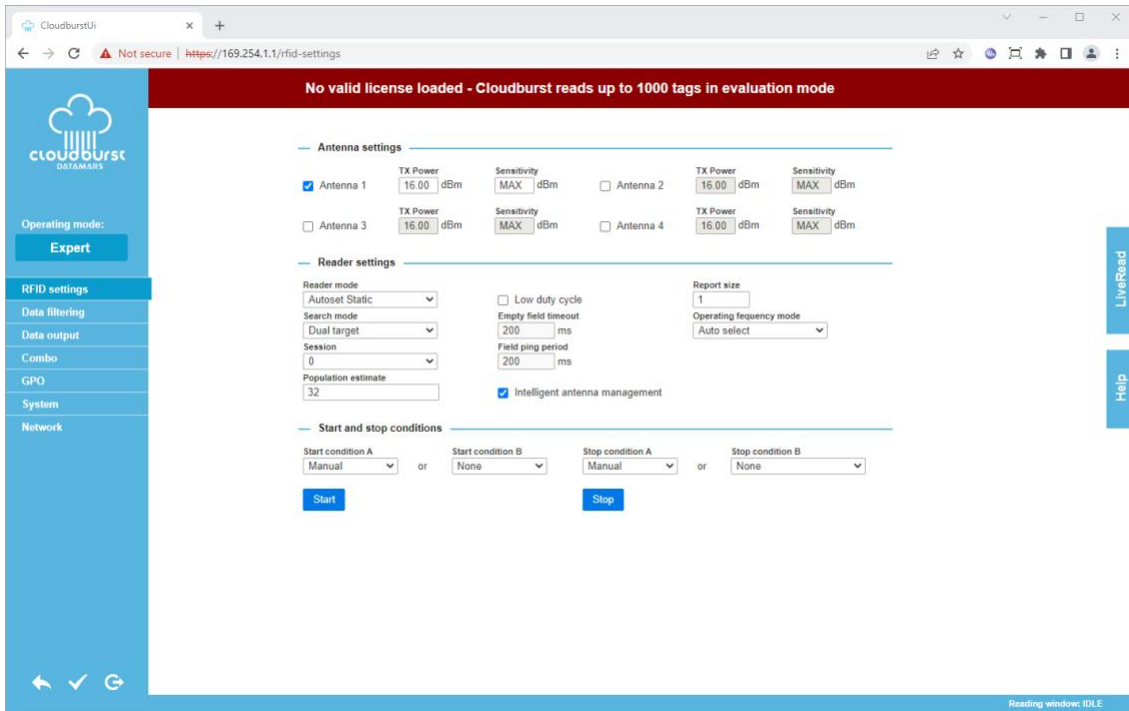 CloudburstUi
Not secure | https://169.254.1.1/rfid-settings
No valid license loaded - Cloudburst reads up to 1000 tags in evaluation mode
cloudburst
DATAMARS
Operating mode:
Expert
RFID settings
Data filtering
Data output
Combo
GPO
System
Network
Antenna settings
TX Power Sensitivity TX Power Sensitivity
Antenna 1 16.00 dBm MAX dBm Antenna 2 16.00 dBm MAX dBm
TX Power Sensitivity TX Power Sensitivity
Antenna 3 16.00 dBm MAX dBm Antenna 4 16.00 dBm MAX dBm
Reader settings
Reader mode Report size
Autoset Static Low duty cycle 1
Search mode Empty field timeout Operating fequency mode
Dual target 200 ms Auto select
Session Field ping period
0 200 ms
Population estimate
32 Intelligent antenna management
Start and stop conditions
Start condition A Start condition B Stop condition A Stop condition B
Manual or None Manual or None
Start Stop
LiveRead
Help
Reading window: IDLE